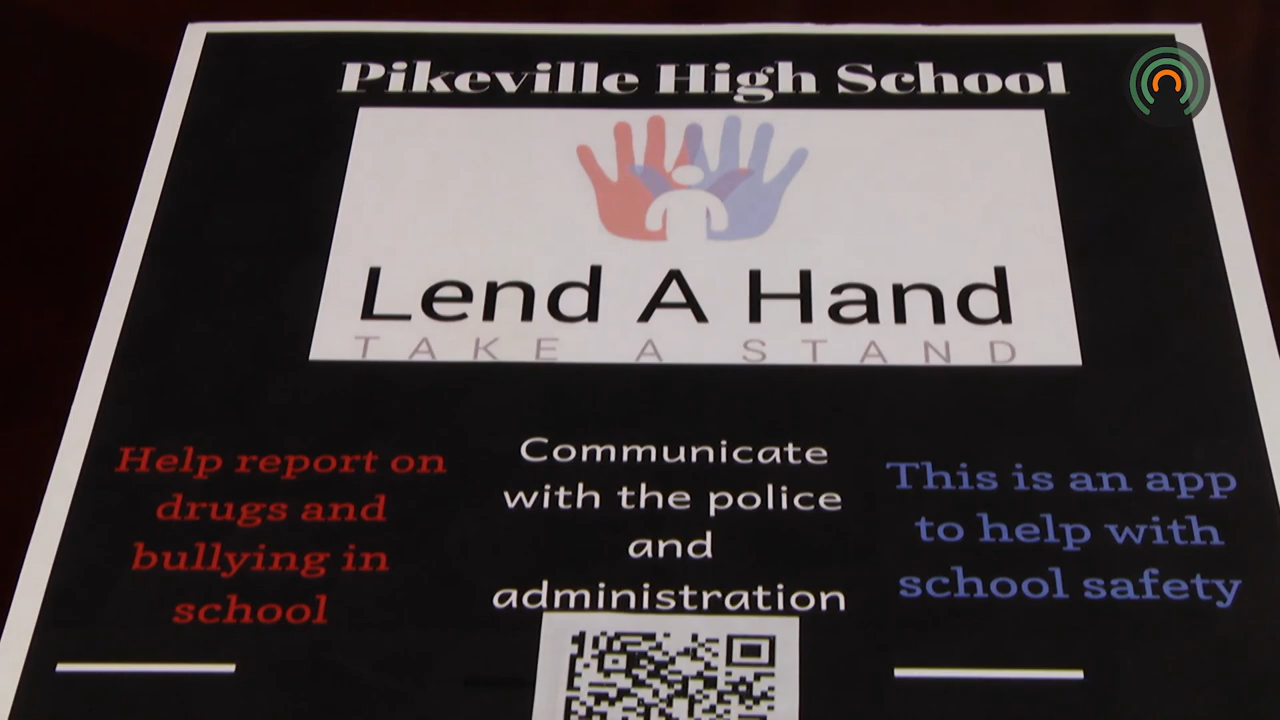 Pikeville High School
Lend A Hand
TAKE A STAND
Help report on
drugs and
bullying in
school
Communicate
with the police
and
administration
This is an app
to help with
school safety